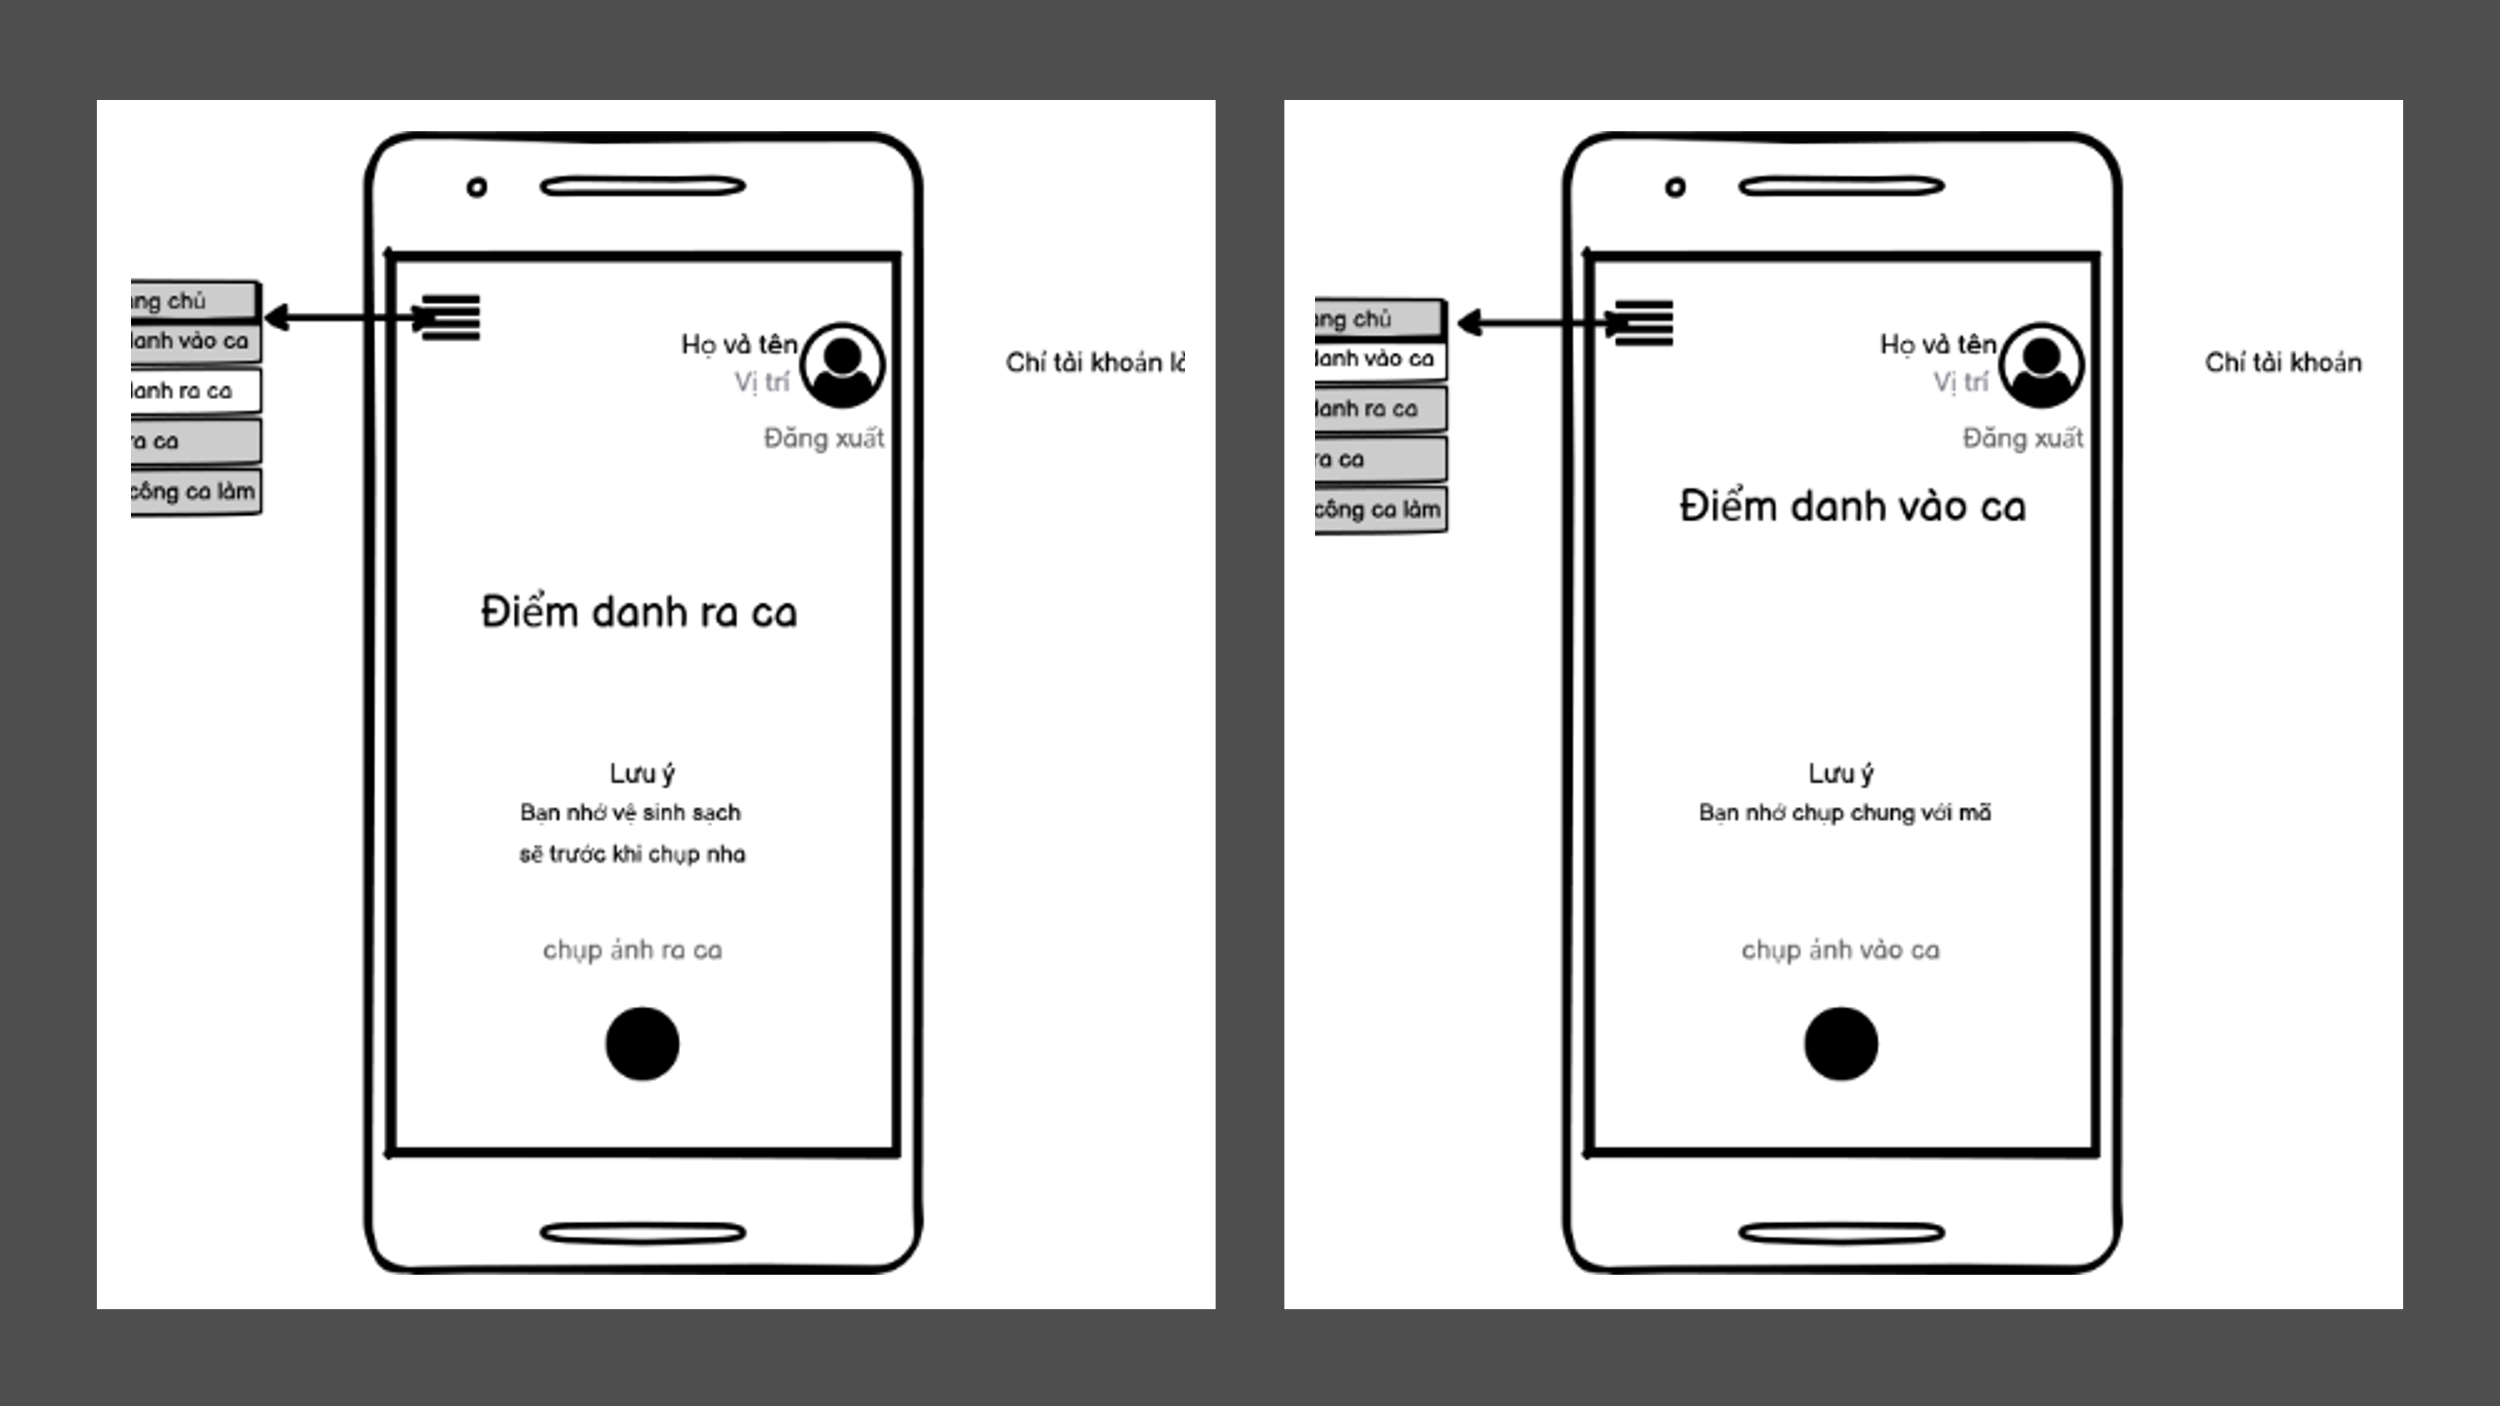 ang chủ
danh vào ca
danh ra ca
ra ca
công ca làm
Họ và tên
Vị trí
Đăng xuất
Chỉ tài khoản
Điểm danh ra ca
Lưu ý
Bạn nhớ vệ sinh sạch
sẽ trước khi chụp nha
chụp ảnh ra ca
ang chủ
danh vào ca
danh ra ca
ra ca
công ca làm
Họ và tên
Vị trí
Đăng xuất
Chỉ tài khoản
Điểm danh vào ca
Lưu ý
Bạn nhớ chụp chung với mã
chụp ảnh vào ca